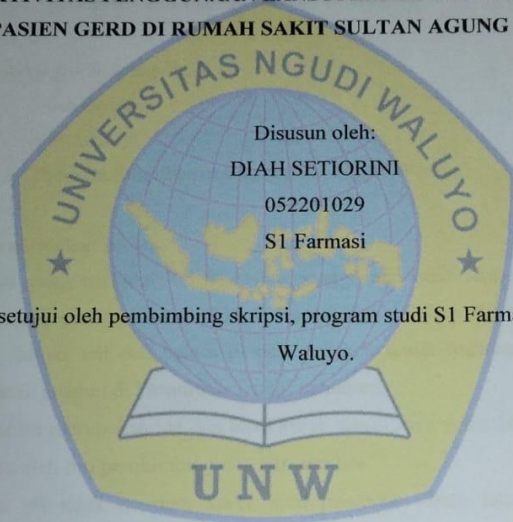 PASIEN GERD DI RUMAH SAKIT SULTAN AGUNG
UNIVERSITAS NGUDI WALUYO
Disusun oleh:
DIAH SETIORINI
052201029
S1 Farmasi
setujui oleh pembimbing skripsi, program studi S1 Farma
Waluyo.
UNW